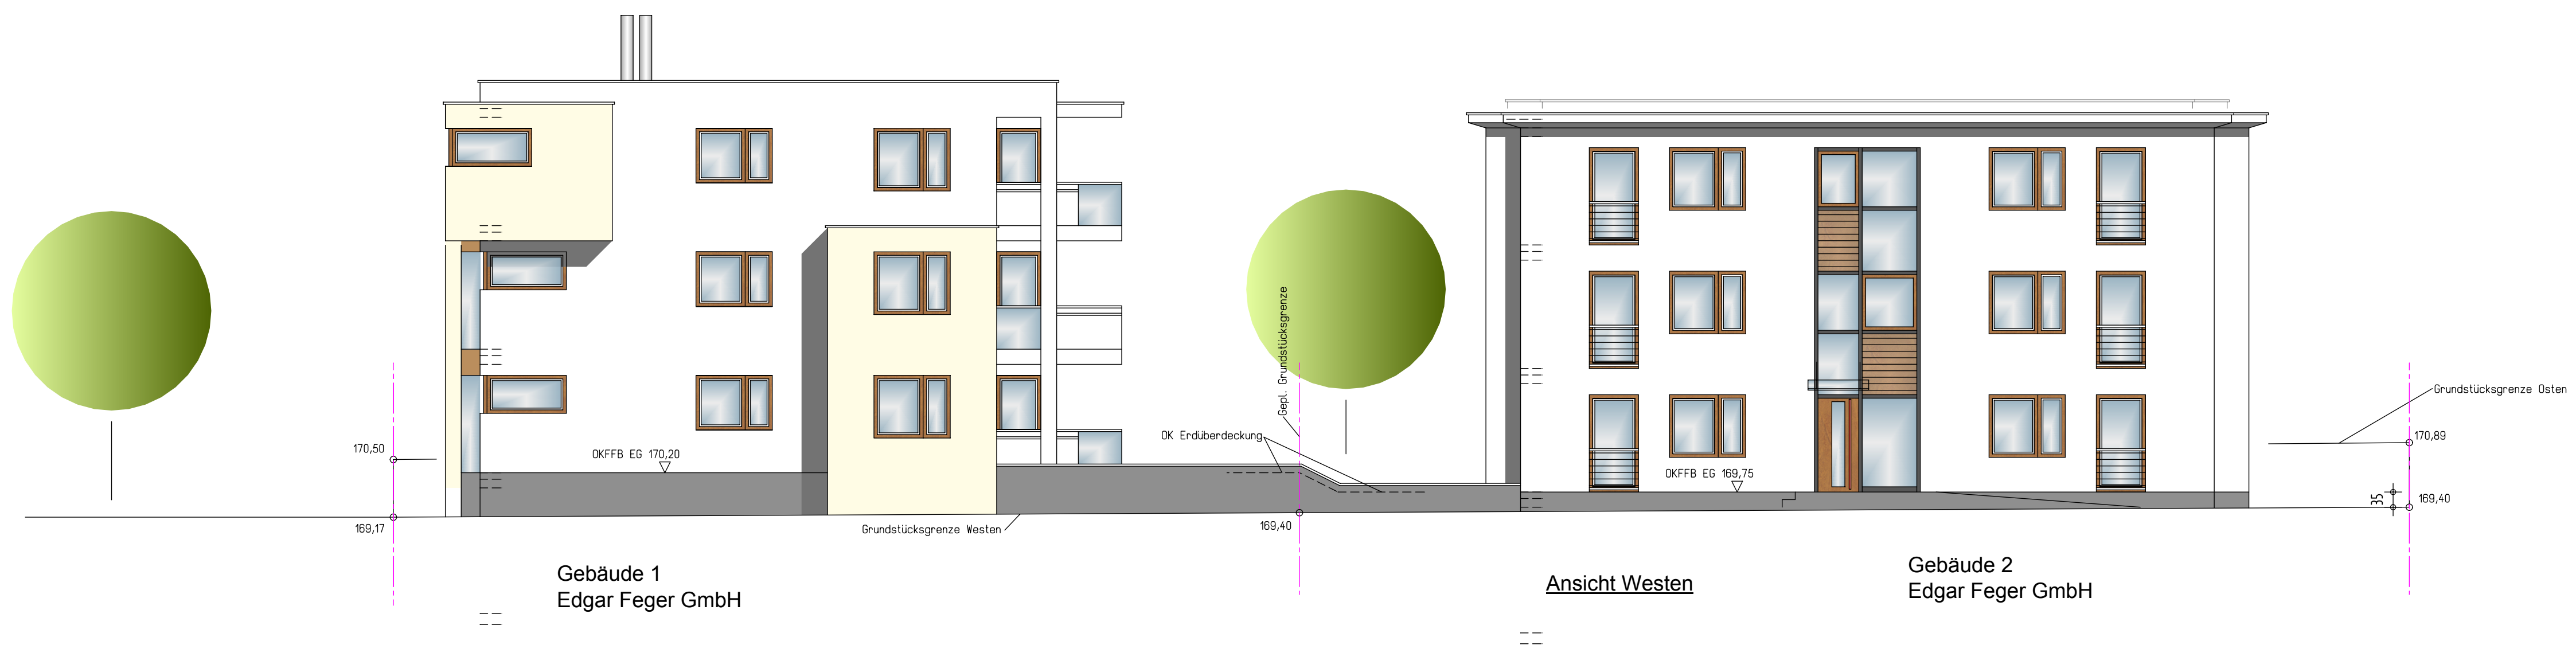 Gepl. Grundstücksgrenze
Grundstücksgrenze Osten
170,50
OKFFB EG 170,20
OK Erdüberdeckung
OKFFB EG 169,75
170,89
169,17
Grundstücksgrenze Westen
169,40
35
169,40
Gebäude 1
Edgar Feger GmbH
Ansicht Westen
Gebäude 2
Edgar Feger GmbH